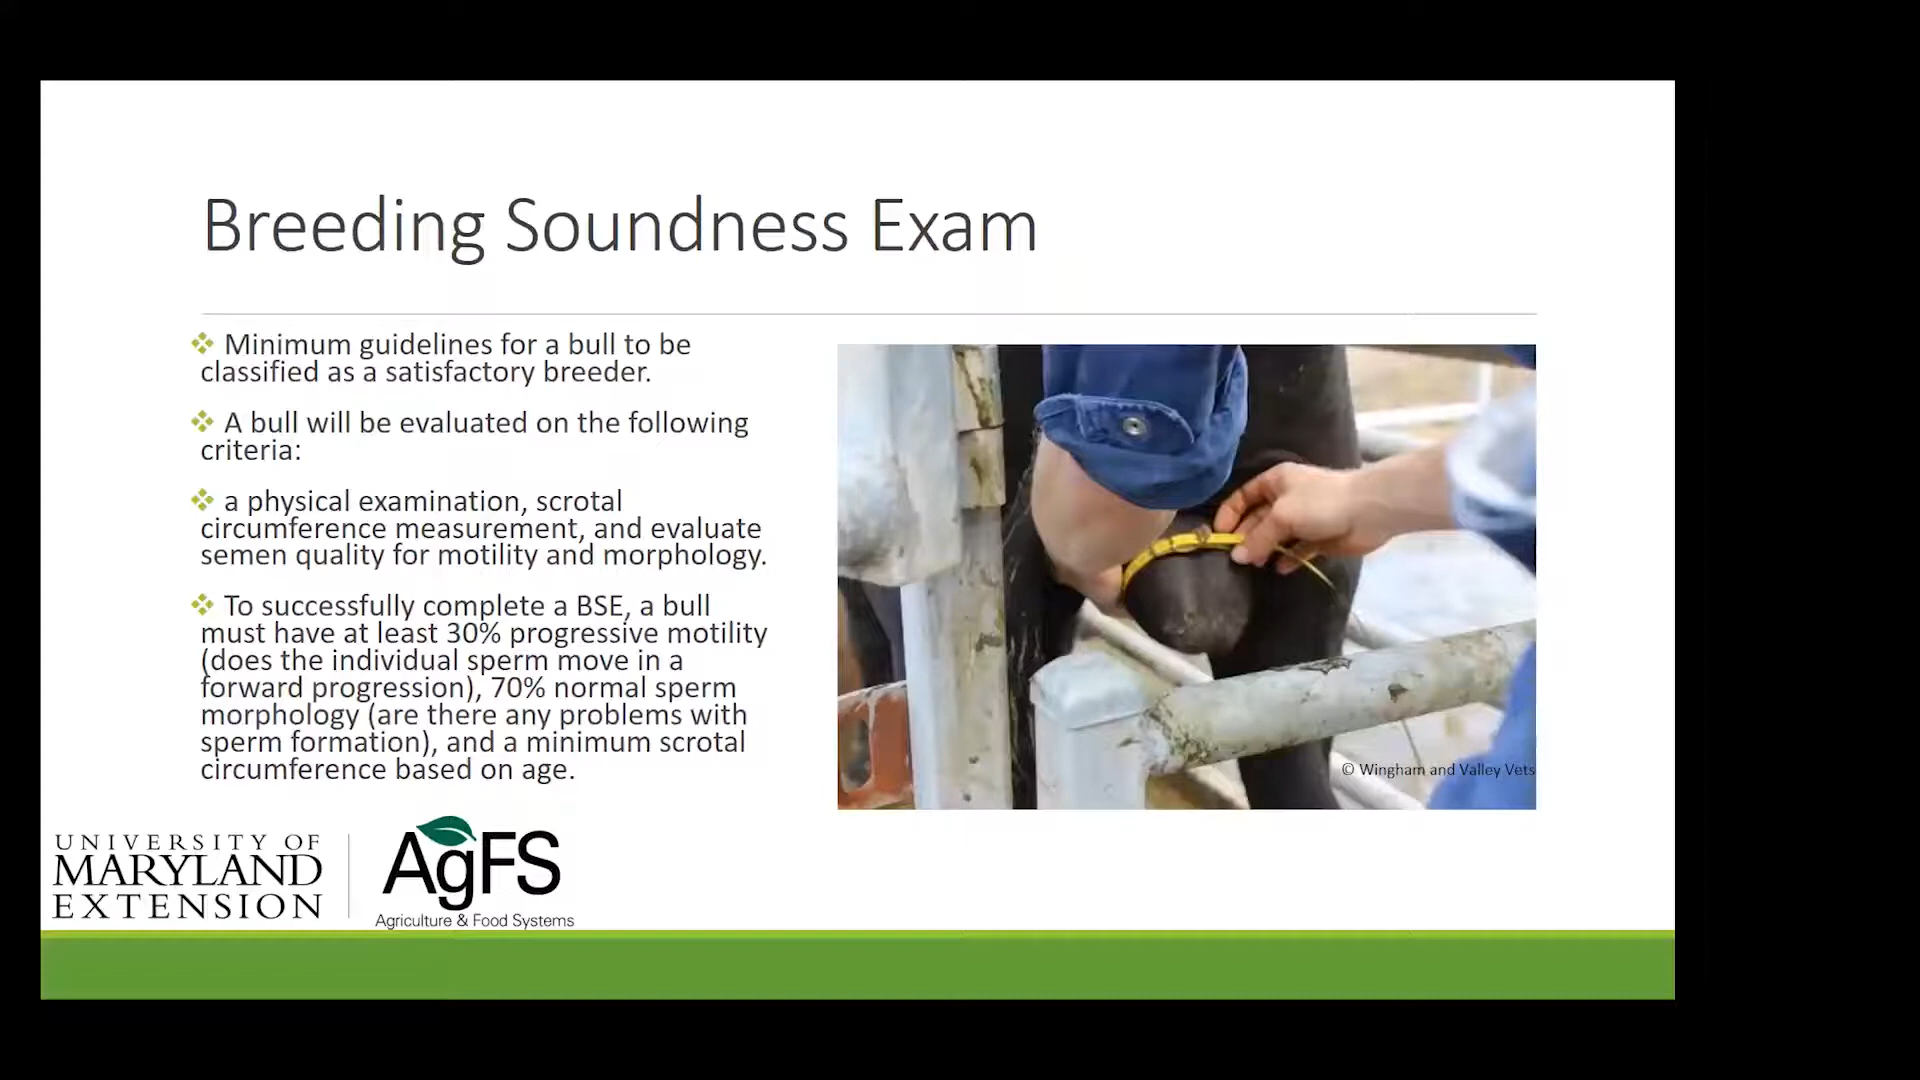 Breeding Soundness Exam
Minimum guidelines for a bull to be
classified as a satisfactory breeder.
A bull will be evaluated on the following
criteria:
a physical examination, scrotal
circumference measurement, and evaluate
semen quality for motility and morphology.
To successfully complete a BSE, a bull
must have at least 30% progressive motility
(does the individual sperm move in a
forward progression), 70% normal sperm
morphology (are there any problems with
sperm formation), and a minimum scrotal
circumference based on age.
© Wingham and Valley Vets
UNIVERSITY OF
MARYLAND
EXTENSION
AgFS
Agriculture & Food Systems